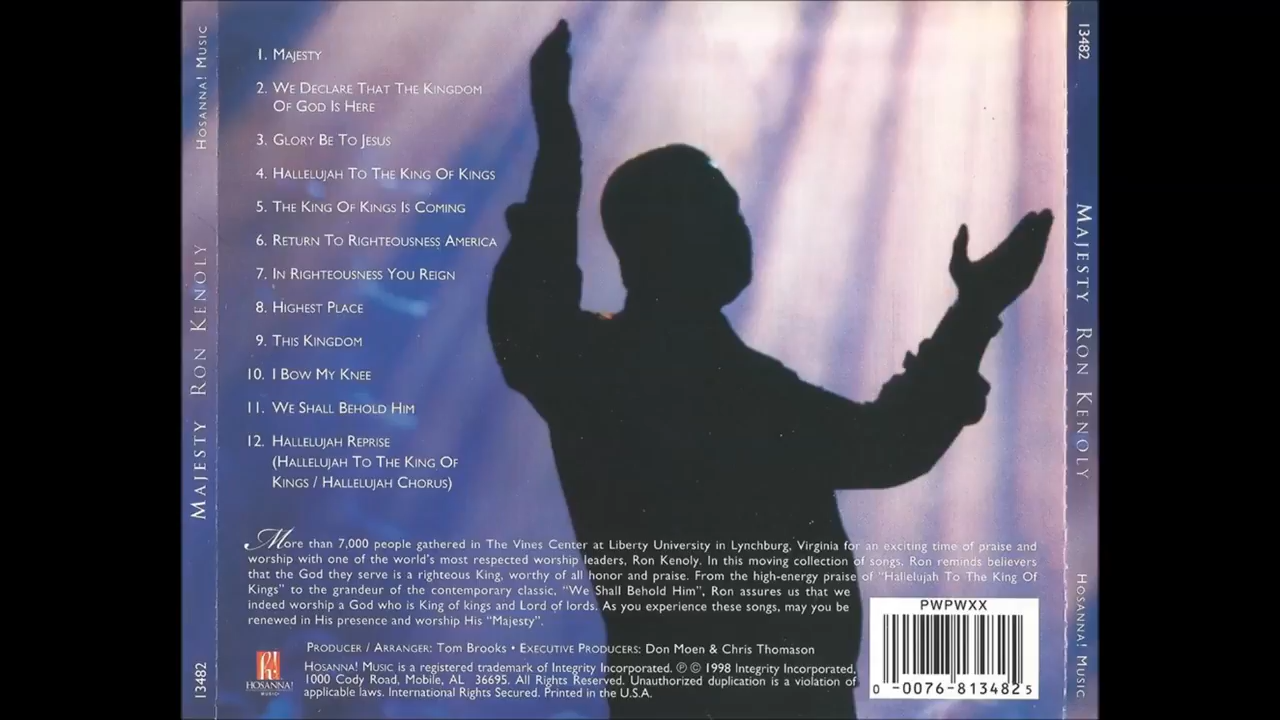 HOSANNA! MUSIC
MAJESTY RON KENOLY
13482
1. MAJESTY
2. WE DECLARE THAT THE KINGDOM
OF GOD IS HERE
3. GLORY BE TO JESUS
4. HALLELUJAH TO THE KING OF KINGS
5. THE KING OF KINGS IS COMING
6. RETURN TO RIGHTEOUSNESS AMERICA
7. IN RIGHTEOUSNESS YOU REIGN
8. HIGHEST PLACE
9. THIS KINGDOM
10. I BOW MY KNEE
11. WE SHALL BEHOLD HIM
12. HALLELUJAH REPRISE
(HALLELUJAH TO THE KING OF
KINGS / HALLELUJAH CHORUS)
More than 7,000 people gathered in The Vines Center at Liberty University in Lynchburg, Virginia for an exciting time of praise and
worship with one of the world's most respected worship leaders, Ron Kenoly. In this moving collection of songs, Ron reminds believers
that the God they serve is a righteous King, worthy of all honor and praise. From the high-energy praise of "Hallelujah To The King Of
Kings" to the grandeur of the contemporary classic, "We Shall Behold Him", Ron assures us that we
indeed worship a God who is King of kings and Lord of lords. As you experience these songs, may you be
renewed in His presence and worship His "Majesty".
PRODUCER / ARRANGER: Tom Brooks • EXECUTIVE PRODUCERS: Don Moen & Chris Thomason
HOSANNA! MUSIC is a registered trademark of Integrity Incorporated. ℗ © 1998 Integrity Incorporated,
1000 Cody Road, Mobile, AL 36695. All Rights Reserved. Unauthorized duplication is a violation of
applicable laws. International Rights Secured. Printed in the U.S.A.
h!
HOSANNA!
MUSIC
PWPWXX
0 -0076-813482 5
13482
MAJESTY RON KENOLY
HOSANNA! MUSIC